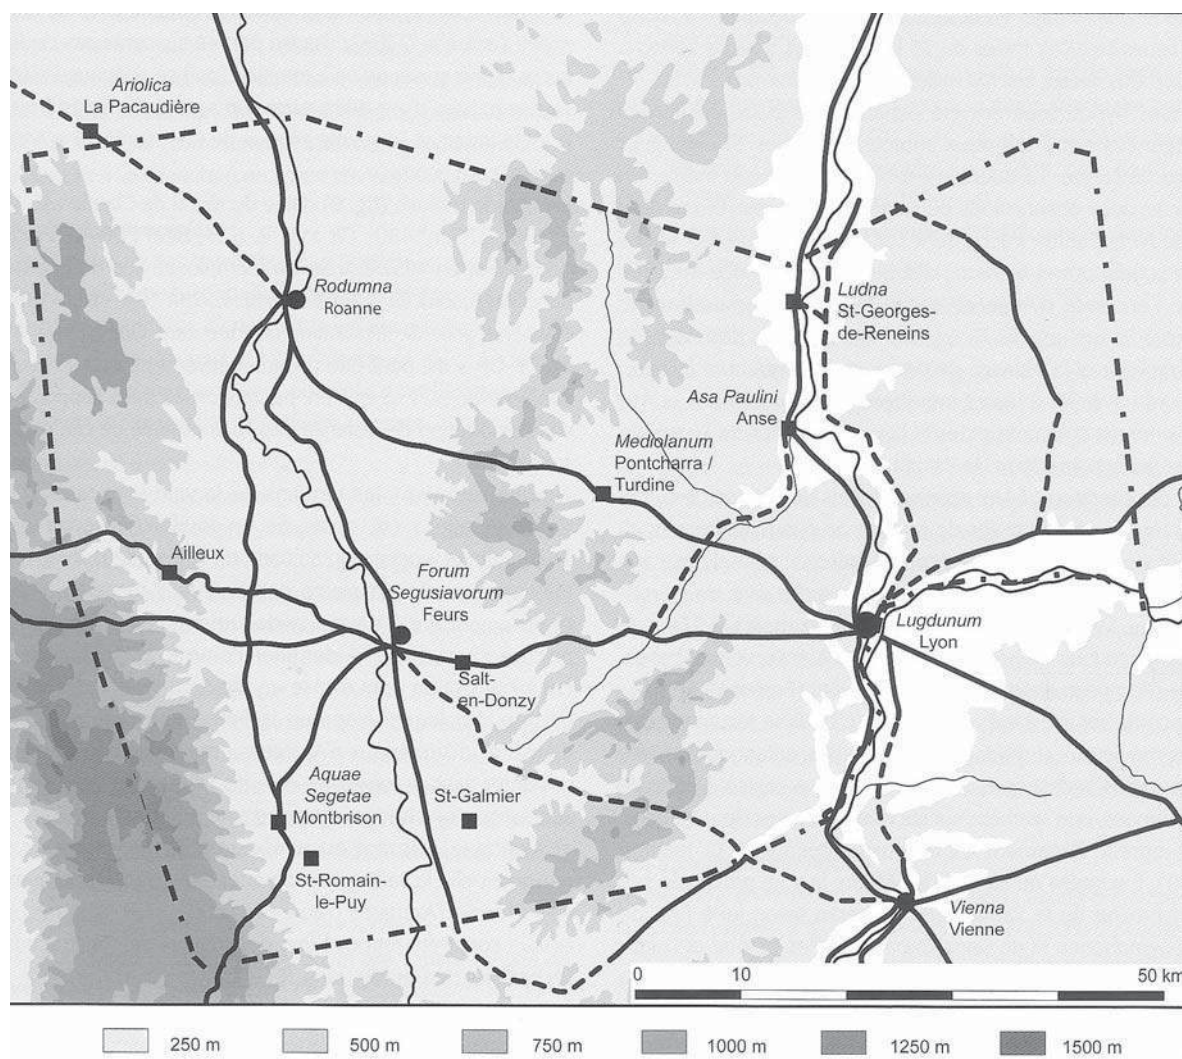 Ariolica
La Pacaudière
Rodumna
Roanne
Ludna
St-Georges-
de-Reneins
Asa Paulini
Anse
Mediolanum
Pontcharra /
Turdine
Ailleux
Forum
Segusiavorum
Feurs
Lugdunum
Lyon
Salt-
en-Donzy
Aquae
Segetae
Montbrison
St-Galmier
St-Romain-
le-Puy
Vienna
Vienne
0 10 50 km
250 m 500 m 750 m 1000 m 1250 m 1500 m